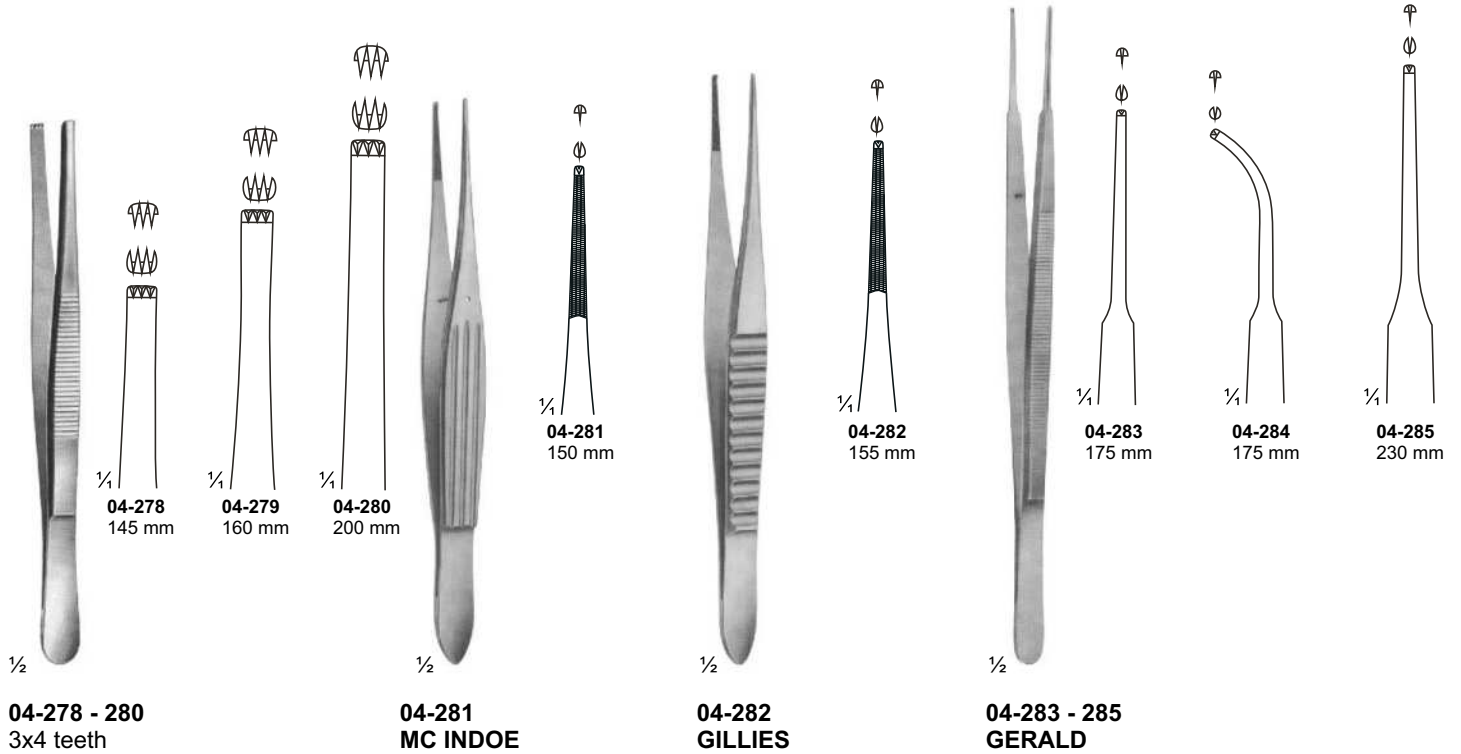 ⅟₁
04-278
145 mm
⅟₁
04-279
160 mm
⅟₁
04-280
200 mm
⅟₁
04-281
150 mm
⅟₁
04-282
155 mm
⅟₁
04-283
175 mm
⅟₁
04-284
175 mm
⅟₁
04-285
230 mm
½
04-278 - 280
3x4 teeth
½
04-281
MC INDOE
½
04-282
GILLIES
½
04-283 - 285
GERALD